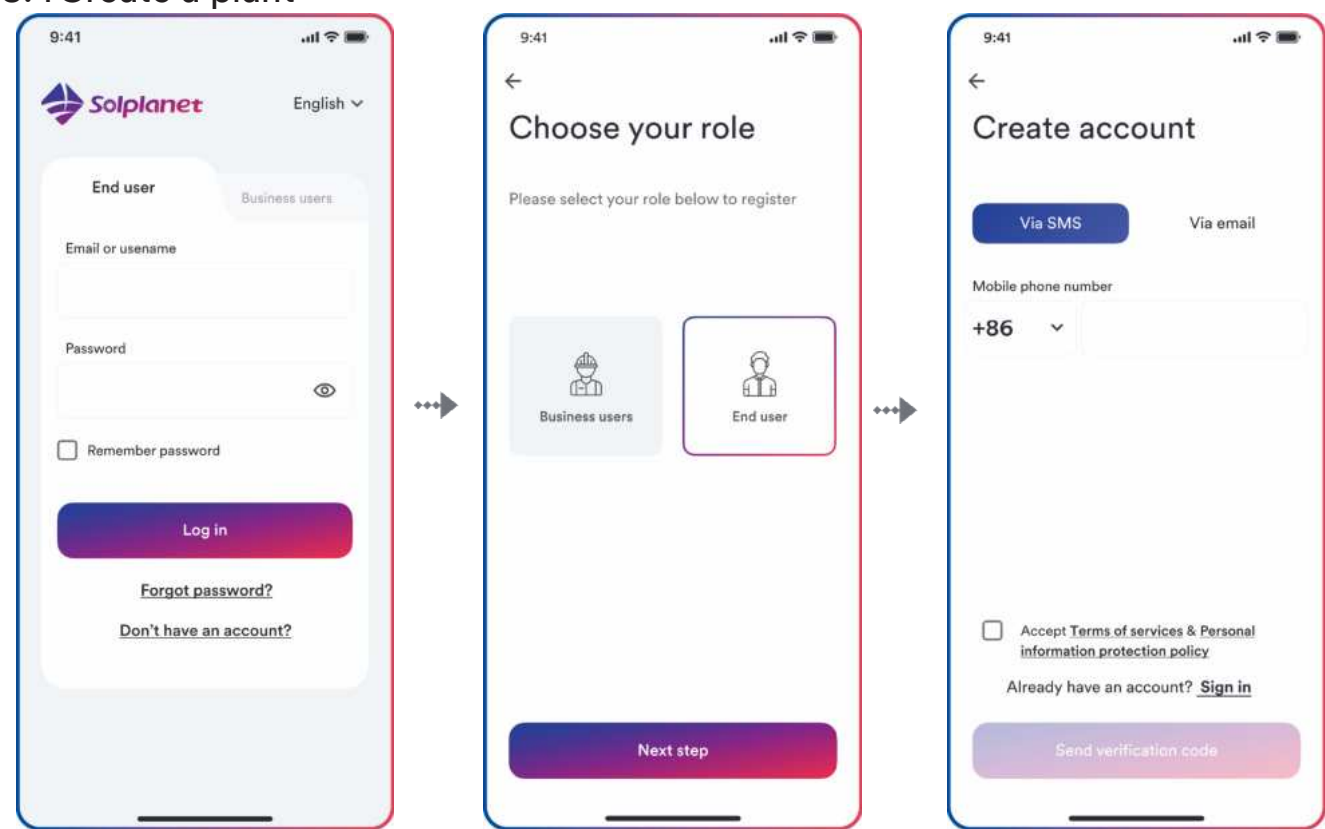 Create a plant
9:41
Solplanet
English
End user
Business users
Email or usename
Password
Remember password
Log in
Forgot password?
Don't have an account?
9:41
Choose your role
Please select your role below to register
Business users
End user
Next step
9:41
Create account
Via SMS
Via email
Mobile phone number
+86
Accept Terms of services & Personal
information protection policy
Already have an account? Sign in
Send verification code